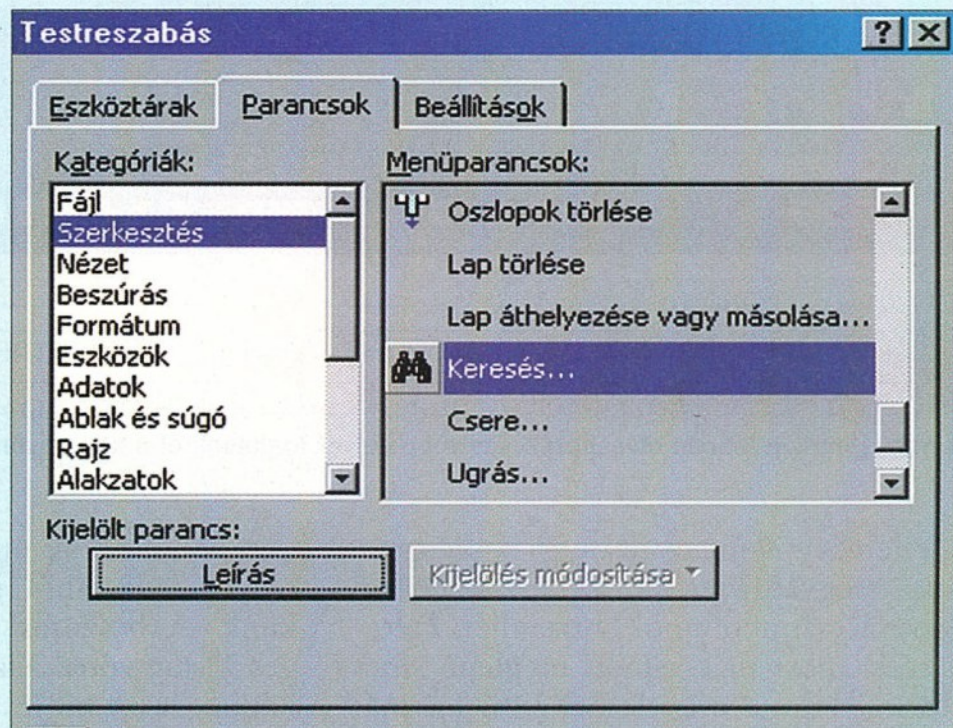 Testreszabás
Eszköztárak Parancsok Beállítások
Kategóriák:
Fájl
Szerkesztés
Nézet
Beszúrás
Formátum
Eszközök
Adatok
Ablak és súgó
Rajz
Alakzatok
Menüparancsok:
Oszlopok törlése
Lap törlése
Lap áthelyezése vagy másolása...
Keresés...
Csere...
Ugrás...
Kijelölt parancs:
Leírás Kijelölés módosítása